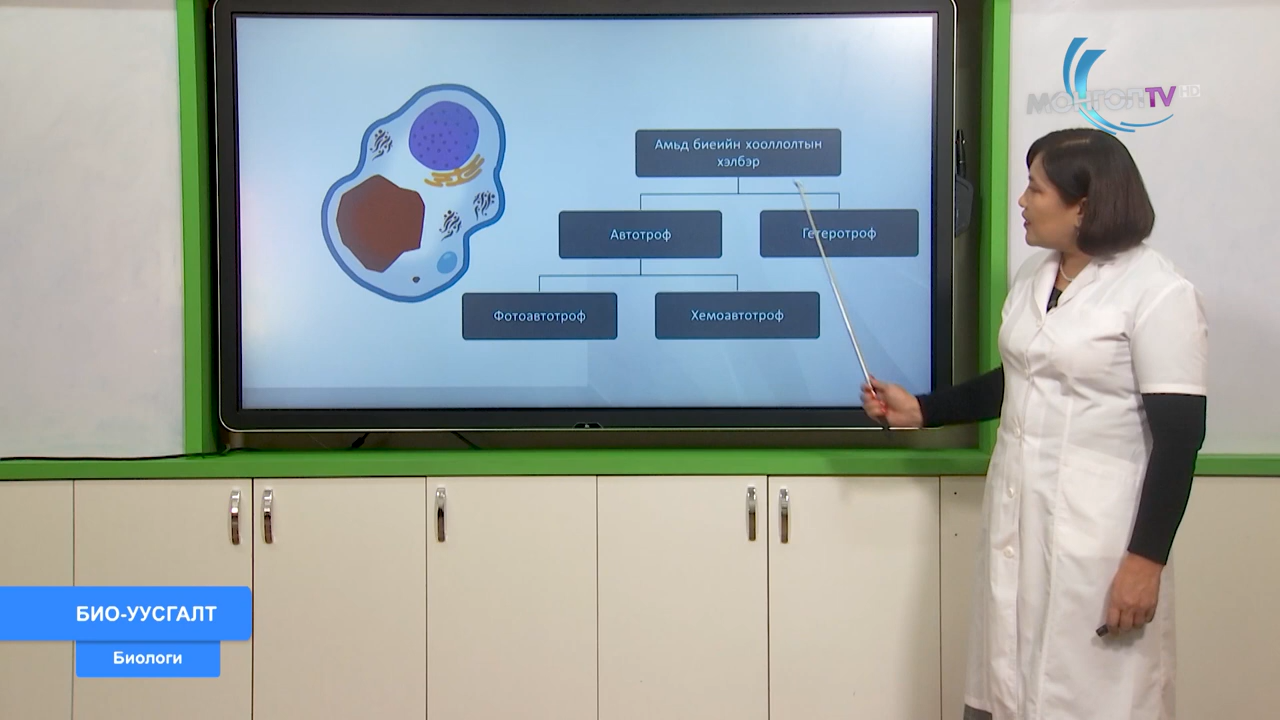 МОНГОЛ TV HD
Амьд биеийн хооллолтын
хэлбэр
Автотроф
Гетеротроф
Фотоавтотроф
Хемоавтотроф
БИО-УУСГАЛТ
Биологи